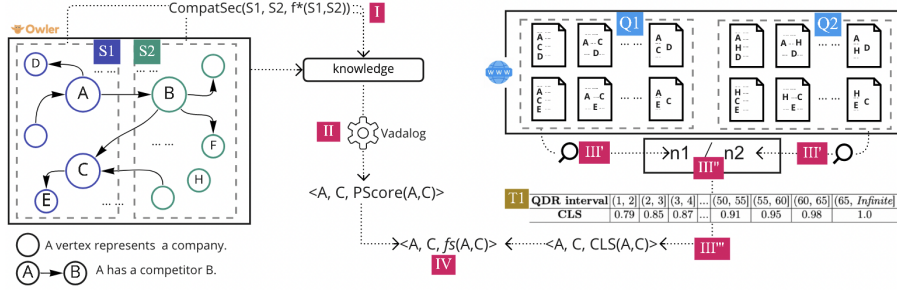 CompatSec(S1, S2, f*(S1,S2))
I
Owler
S1
S2
D
A
B
C
E
F
H
...... ......
... ...
......
A vertex represents a company.
A B
A has a competitor B.
knowledge
II
Vadalog
<A, C, PScore(A,C)>
<A, C, fs(A,C)>
IV
<A, C, CLS(A,C)>
III'''
www
Q1
Q2
A
C
D
A C
D
A
C D
A
H
D
A H
D
A
H D
A
C
E
A C
E
A
E C
H
C
E
H C
E
H
E C
III'
n1 / n2
III''
III'
T1
QDR interval (1, 2] (2, 3] (3, 4] ... (50, 55] (55, 60] (60, 65] (65, Infinite]
CLS 0.79 0.85 0.87 ... 0.91 0.95 0.98 1.0